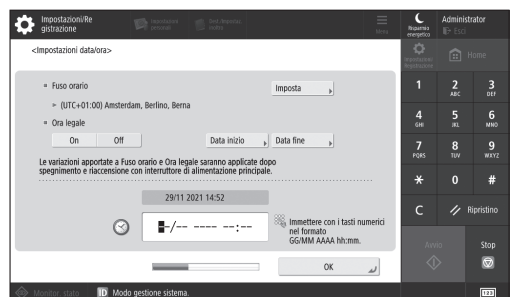 Impostazioni/Re
gistrazione
Impostazioni
personali
Menu
Risparmio
energetico
Administrator
Esci
<Impostazioni data/ora>
Impostazioni/
Registrazione
Home
Fuso orario
Imposta
(UTC+01:00) Amsterdam, Berlino, Berna
Ora legale
On Off Data inizio Data fine
Le variazioni apportate a Fuso orario e Ora legale saranno applicate dopo
spegnimento e riaccensione con interruttore di alimentazione principale.
29/11 2021 14:52
-/-- ---- --:--
Immettere con i tasti numerici
nel formato
GG/MM AAAA hh:mm.
OK
1 2 ABC 3 DEF
4 GHI 5 JKL 6 MNO
7 PQRS 8 TUV 9 WXYZ
* 0 #
C Ripristino
Avvio Stop
Monitor. stato ID Modo gestione sistema. 123